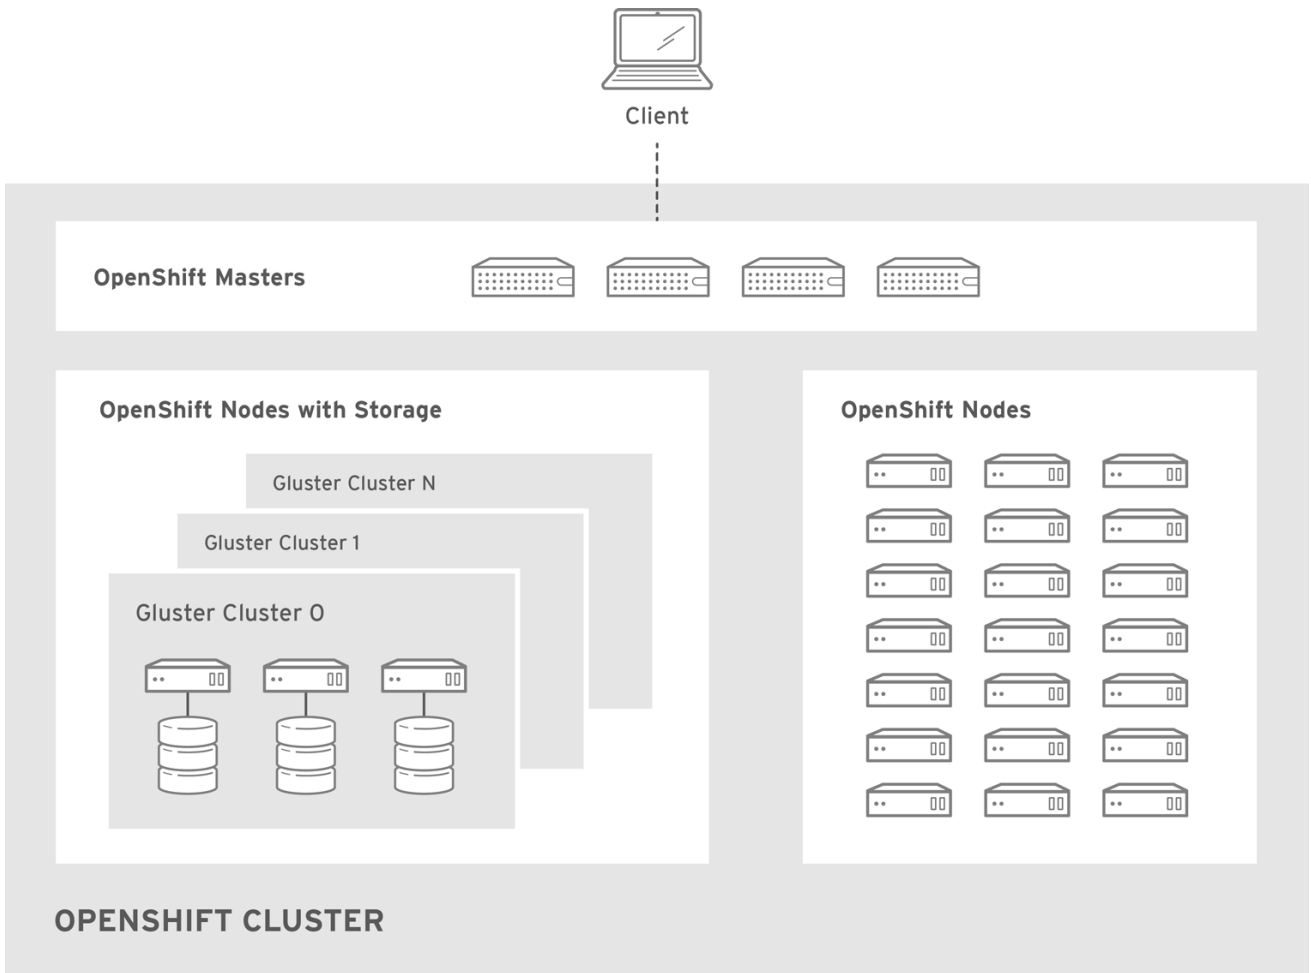 Client
OpenShift Masters
OpenShift Nodes with Storage
Gluster Cluster N
Gluster Cluster 1
Gluster Cluster 0
OpenShift Nodes
OPENSHIFT CLUSTER